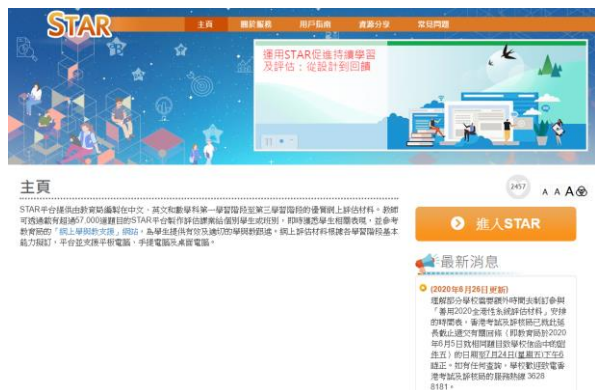 STAR
主頁 關於服務 用戶指南 資源分享 常見問題
運用STAR促進持續學習
及評估：從設計到回饋
主頁
2457 A A A
STAR平台提供由教育局編製在中文、英文和數學科第一學習階段至第三學習階段的優質網上評估材料。教師
可透過載有超過57,000道題目的STAR平台製作評估課業給個別學生或班別，即時獲悉學生相關表現，並參考
教育局的「網上學與教支援」網站，為學生提供有效及適切的學與教跟進。網上評估材料根據各學習階段基本
能力擬訂，平台並支援平板電腦、手提電腦及桌面電腦。
進入STAR
最新消息
(2020年6月26日更新)
理解部分學校需要額外時間去制訂參與
「善用2020全港性系統評估材料」安排
的時間表，香港考試及評核局已就此延
長截止遞交有關回條（即教育局於2020
年6月5日致相同題目致學校信函中的回
件五）的日期至7月24日(星期五)下午6
時正。如有任何查詢，學校歡迎致電香
港考試及評核局的服務熱線 3628
8181。